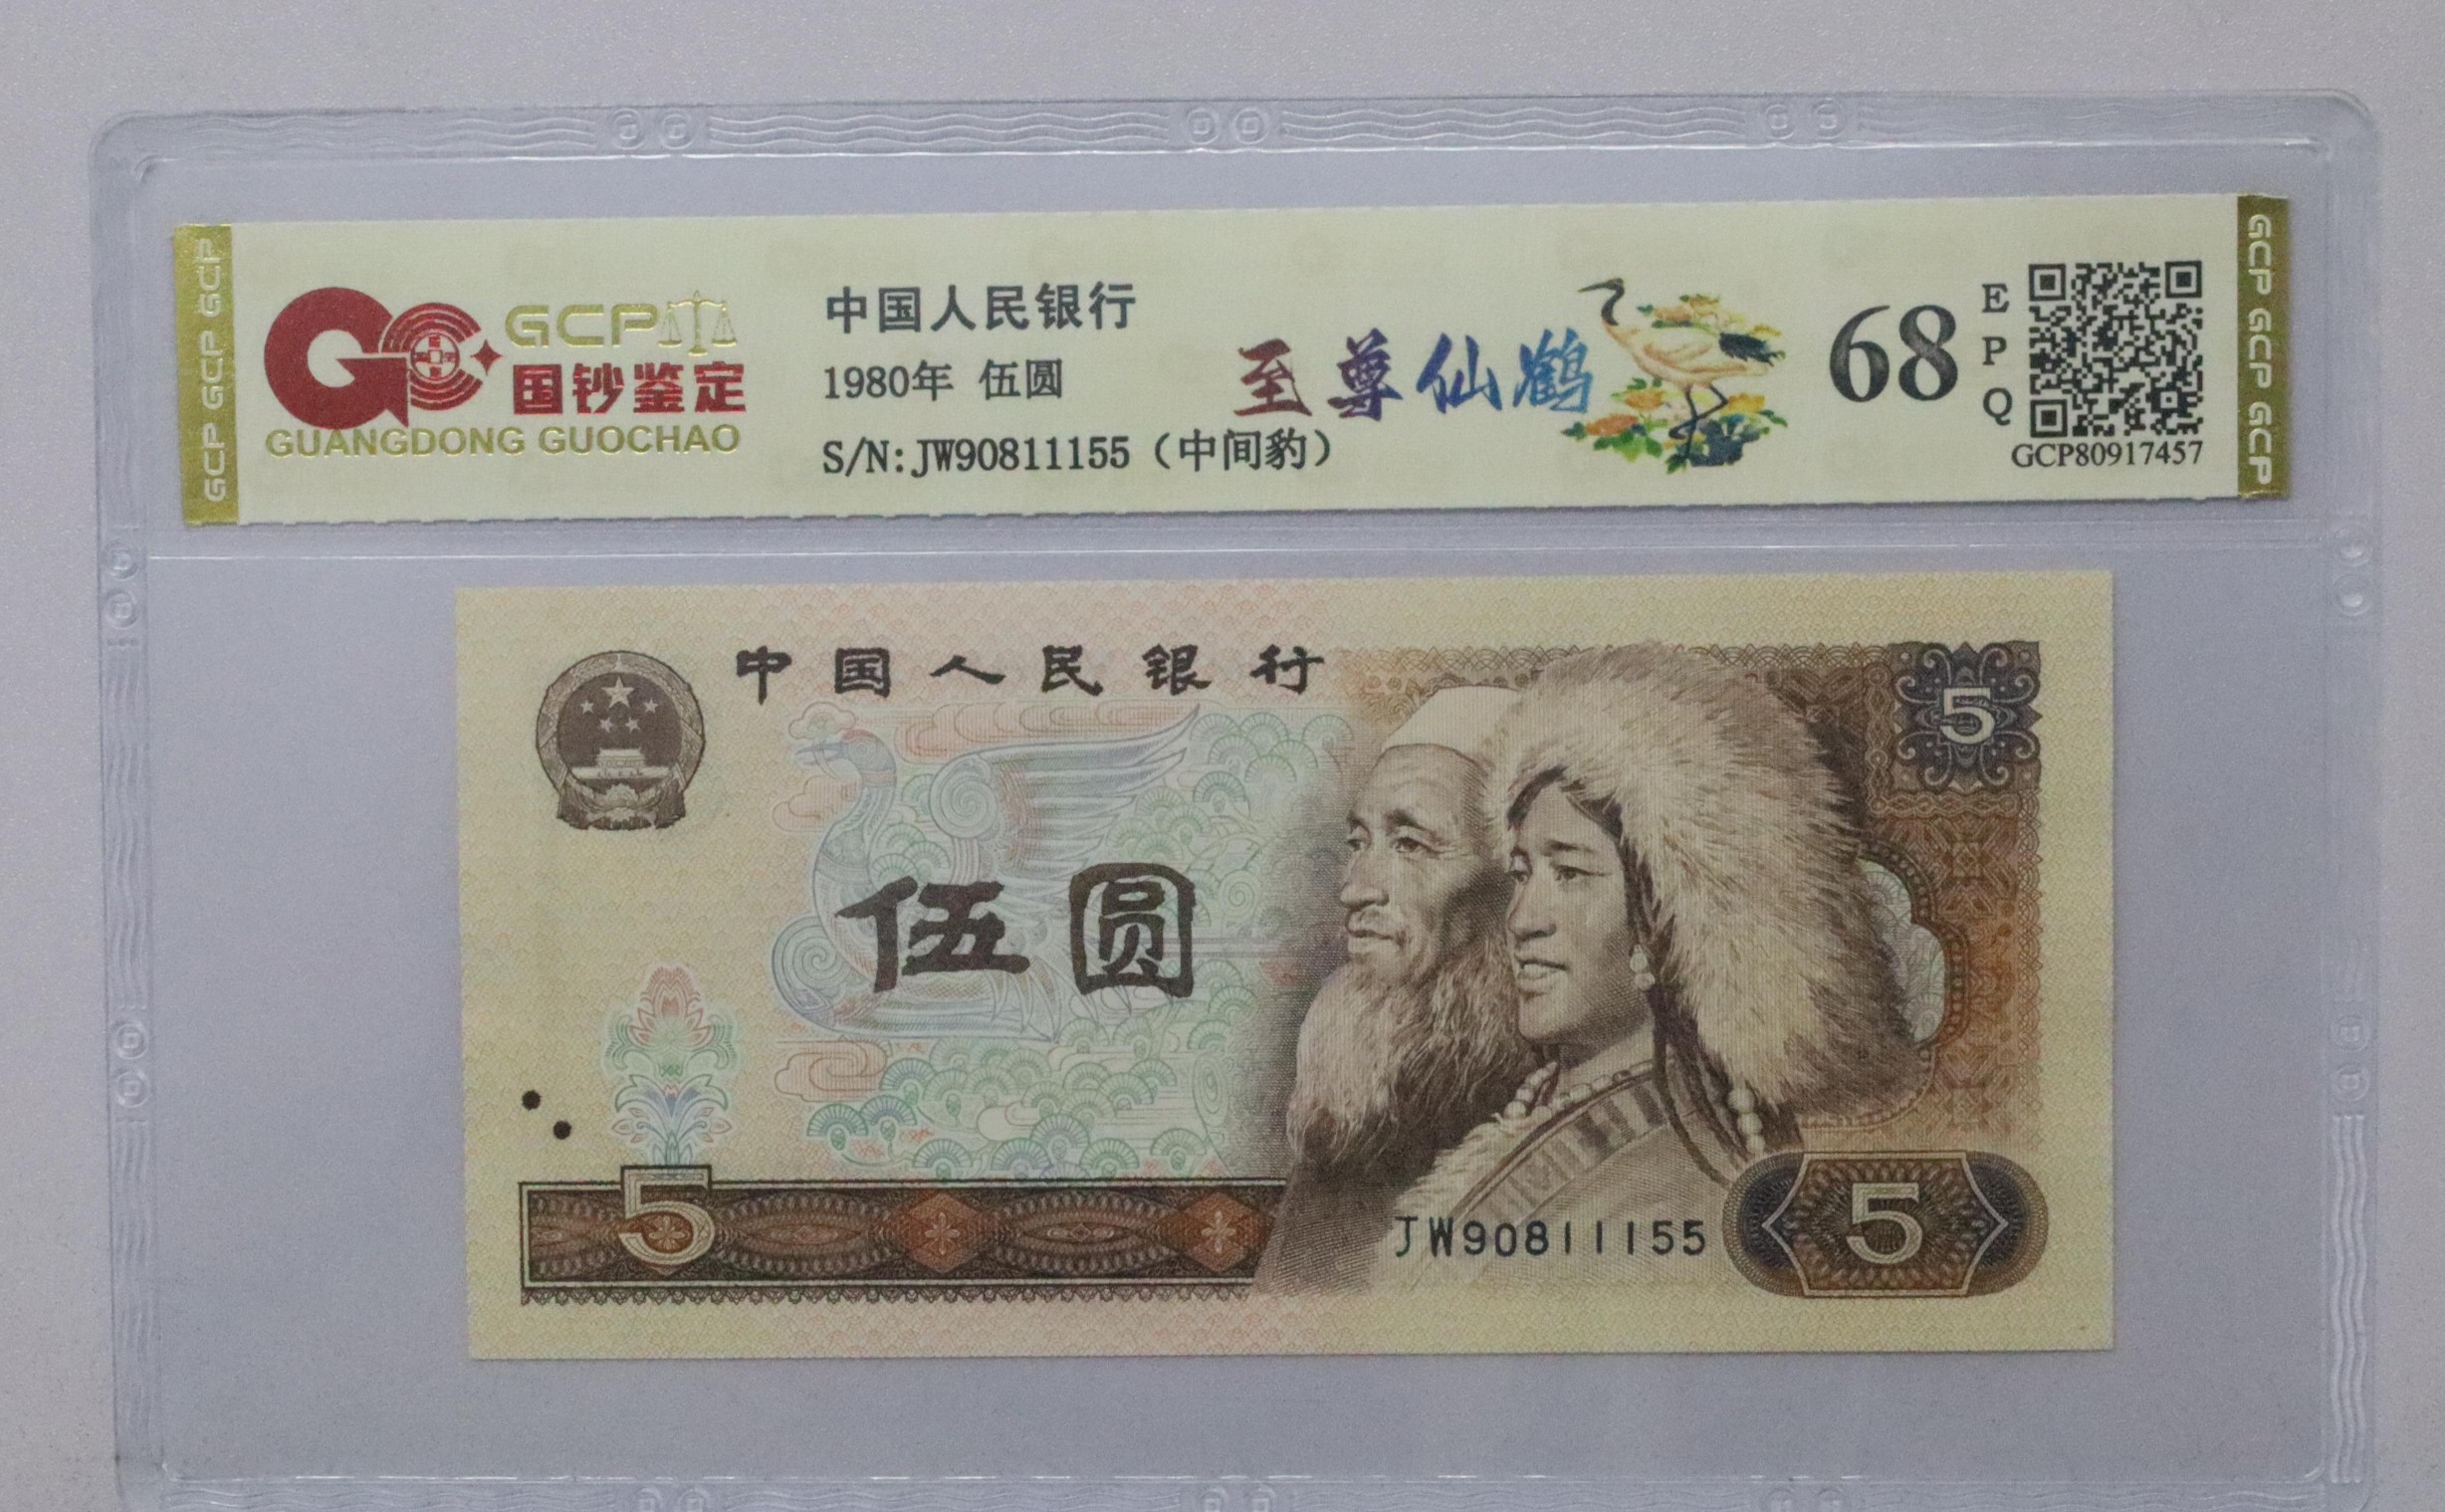 GCP GCP GCP GCP
GCP
国钞鉴定
GUANGDONG GUOCHAO
中国人民银行
1980年 伍圆
S/N:JW90811155（中间豹）
至尊仙鹤
68
E
P
Q
GCP80917457
GCP GCP GCP
中国人民银行
5
伍圆
5
JW90811155
5